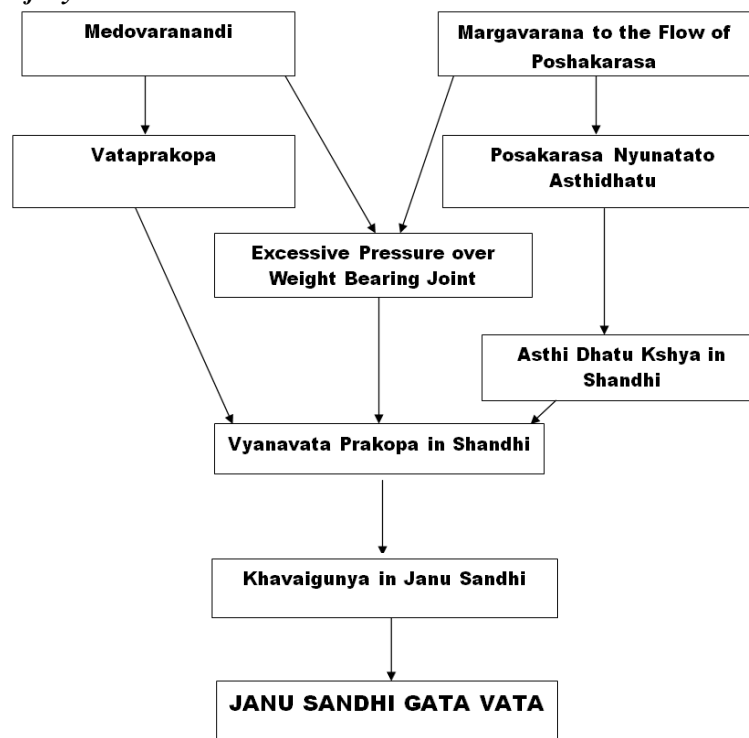 Medovaranandi
Margavarana to the Flow of
Poshakarasa
Vataprakopa
Posakarasa Nyunatato
Asthidhatu
Excessive Pressure over
Weight Bearing Joint
Asthi Dhatu Kshya in
Shandhi
Vyanavata Prakopa in Shandhi
Khavaigunya in Janu Sandhi
JANU SANDHI GATA VATA